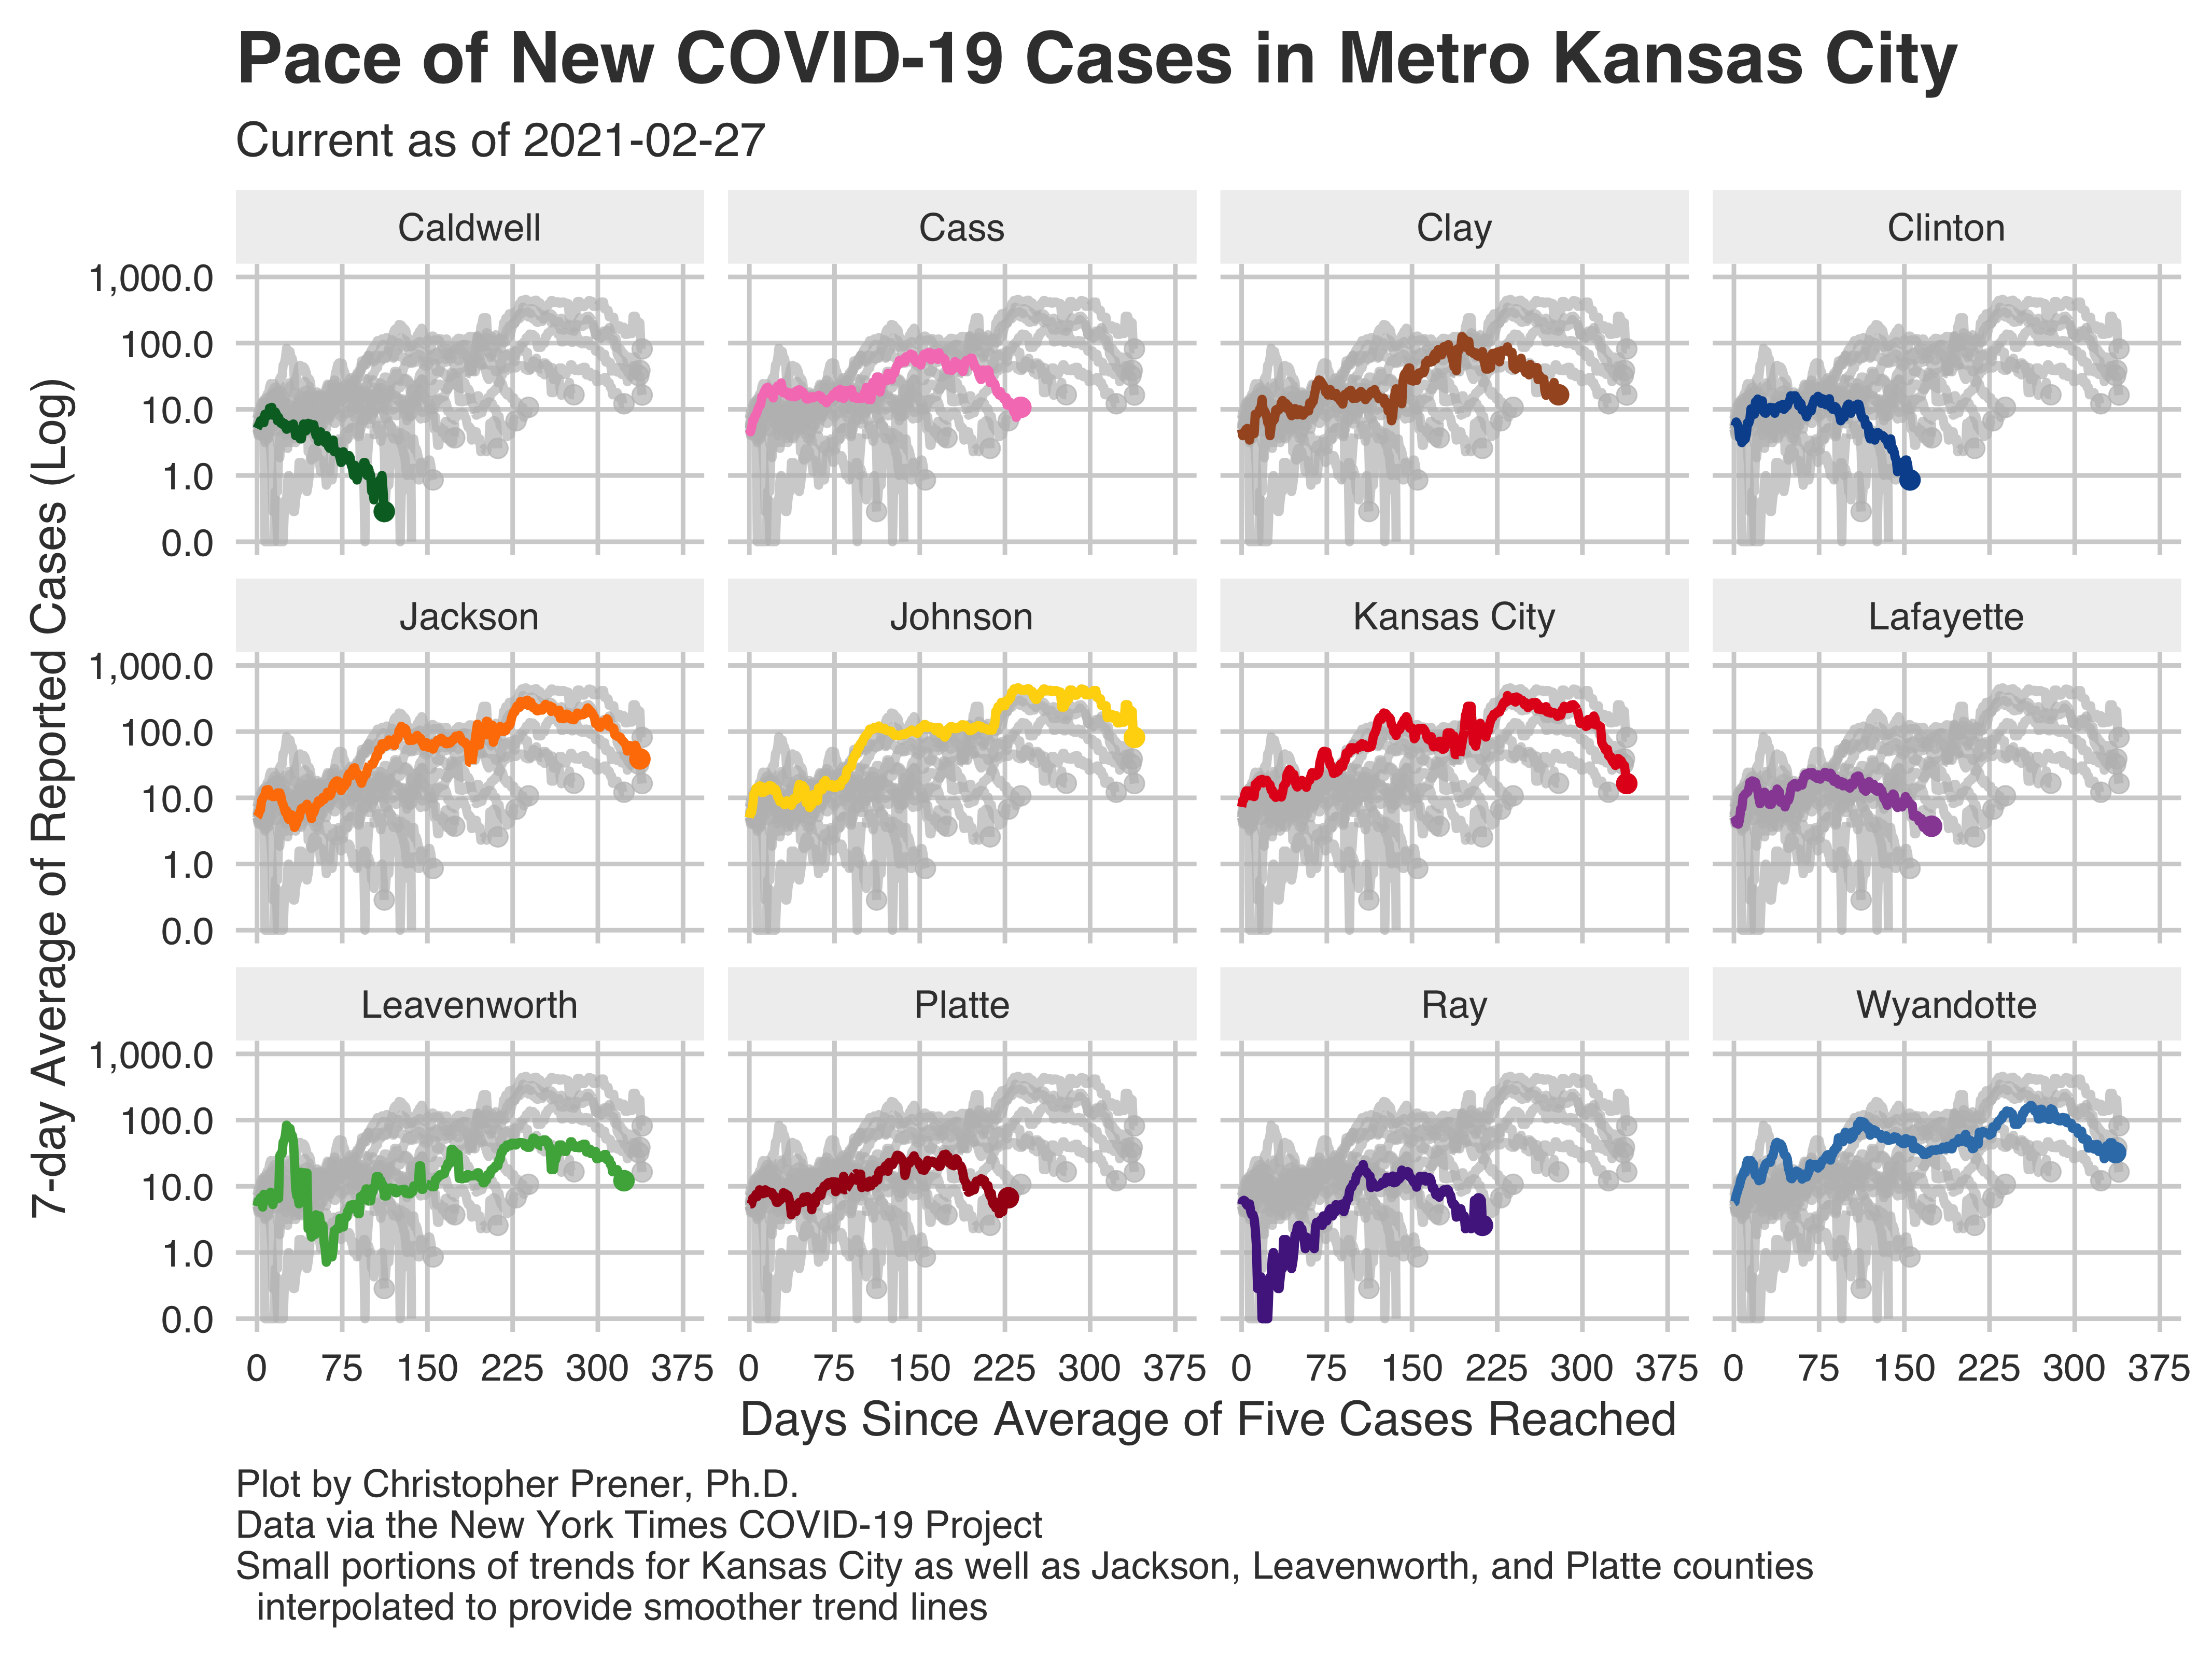 Pace of New COVID-19 Cases in Metro Kansas City
Current as of 2021-02-27
Caldwell Cass Clay Clinton
1,000.0
100.0
10.0
1.0
0.0
Jackson Johnson Kansas City Lafayette
1,000.0
100.0
10.0
1.0
0.0
Leavenworth Platte Ray Wyandotte
1,000.0
100.0
10.0
1.0
0.0
7-day Average of Reported Cases (Log)
0 75 150 225 300 375 0 75 150 225 300 375 0 75 150 225 300 375 0 75 150 225 300 375
Days Since Average of Five Cases Reached
Plot by Christopher Prener, Ph.D.
Data via the New York Times COVID-19 Project
Small portions of trends for Kansas City as well as Jackson, Leavenworth, and Platte counties
interpolated to provide smoother trend lines